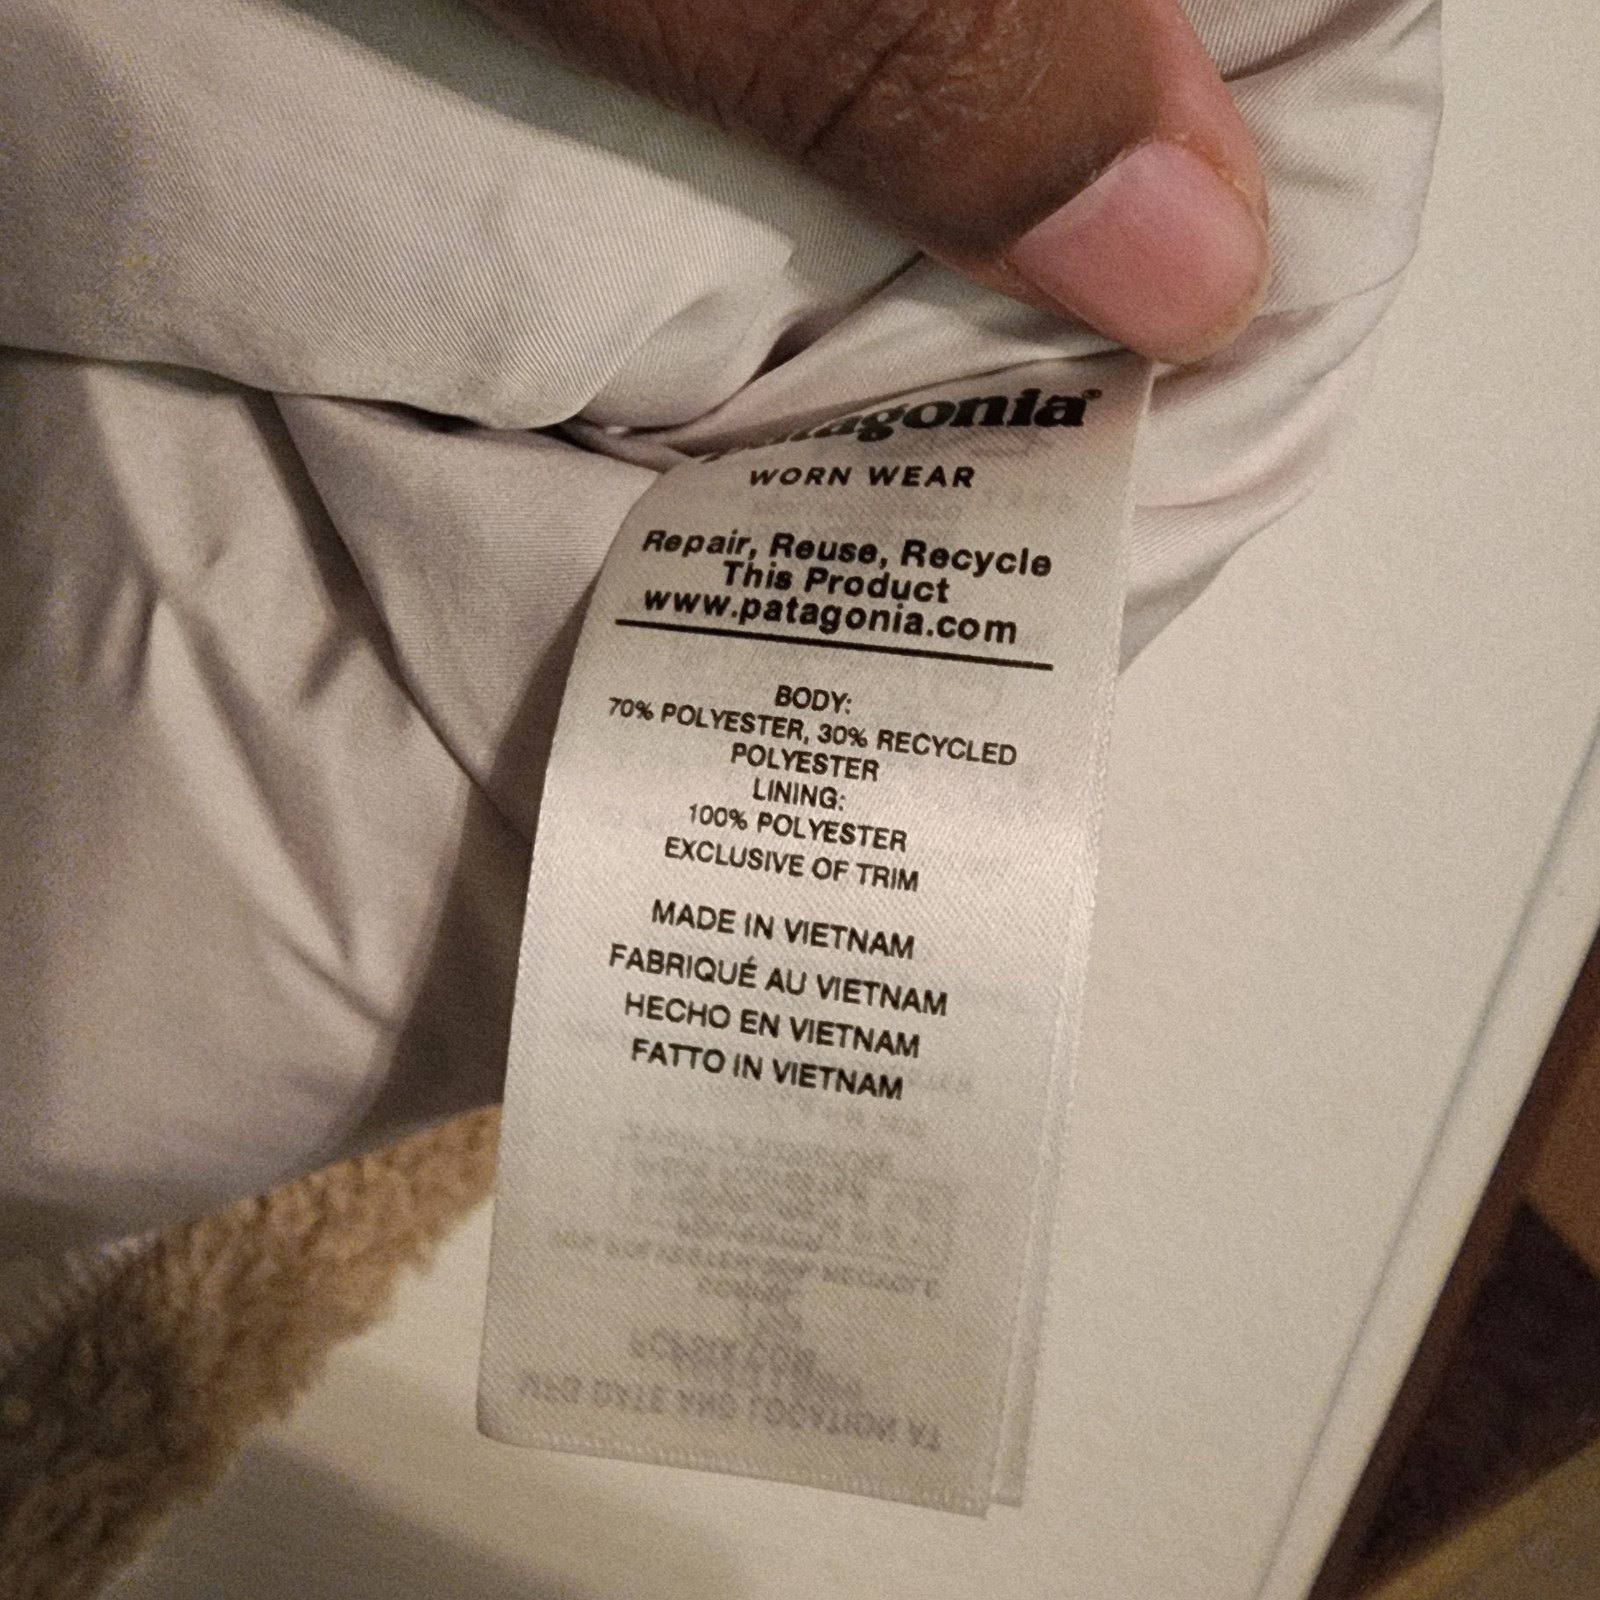 patagonia®
WORN WEAR
Repair, Reuse, Recycle
This Product
www.patagonia.com
BODY:
70% POLYESTER, 30% RECYCLED
POLYESTER
LINING:
100% POLYESTER
EXCLUSIVE OF TRIM
MADE IN VIETNAM
FABRIQUÉ AU VIETNAM
HECHO EN VIETNAM
FATTO IN VIETNAM